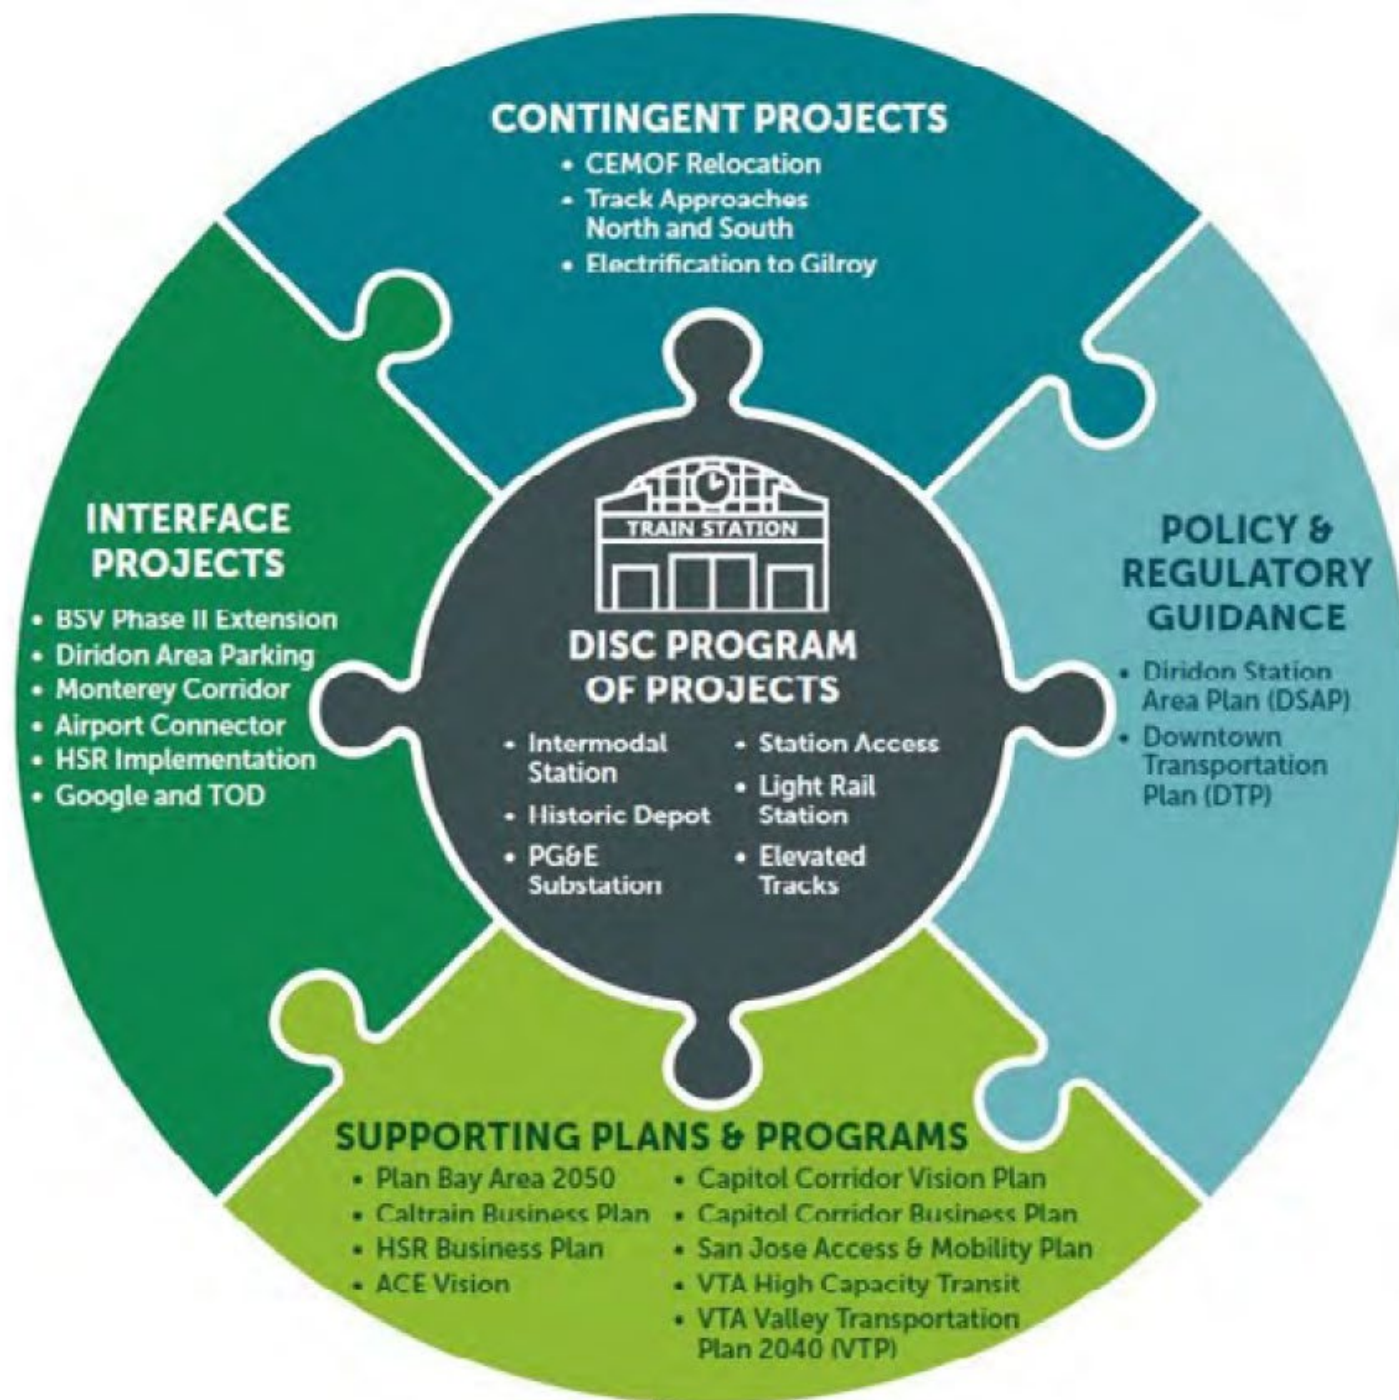 CONTINGENT PROJECTS
• CEMOF Relocation
• Track Approaches
North and South
• Electrification to Gilroy
INTERFACE
PROJECTS
• BSV Phase II Extension
• Diridon Area Parking
• Monterey Corridor
• Airport Connector
• HSR Implementation
• Google and TOD
TRAIN STATION
DISC PROGRAM
OF PROJECTS
• Intermodal
Station
• Historic Depot
• PG&E
Substation
• Station Access
• Light Rail
Station
• Elevated
Tracks
POLICY &
REGULATORY
GUIDANCE
• Diridon Station
Area Plan (DSAP)
• Downtown
Transportation
Plan (DTP)
SUPPORTING PLANS & PROGRAMS
• Plan Bay Area 2050
• Caltrain Business Plan
• HSR Business Plan
• ACE Vision
• Capitol Corridor Vision Plan
• Capitol Corridor Business Plan
• San Jose Access & Mobility Plan
• VTA High Capacity Transit
• VTA Valley Transportation
Plan 2040 (VTP)